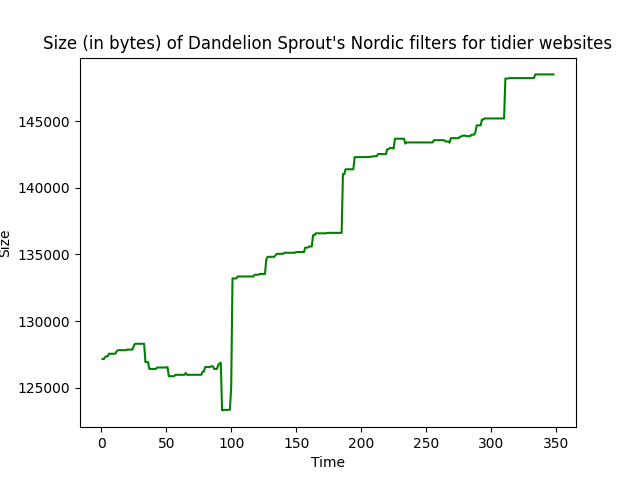 Size (in bytes) of Dandelion Sprout's Nordic filters for tidier websites
145000
140000
135000
130000
125000
Size
0 50 100 150 200 250 300 350
Time